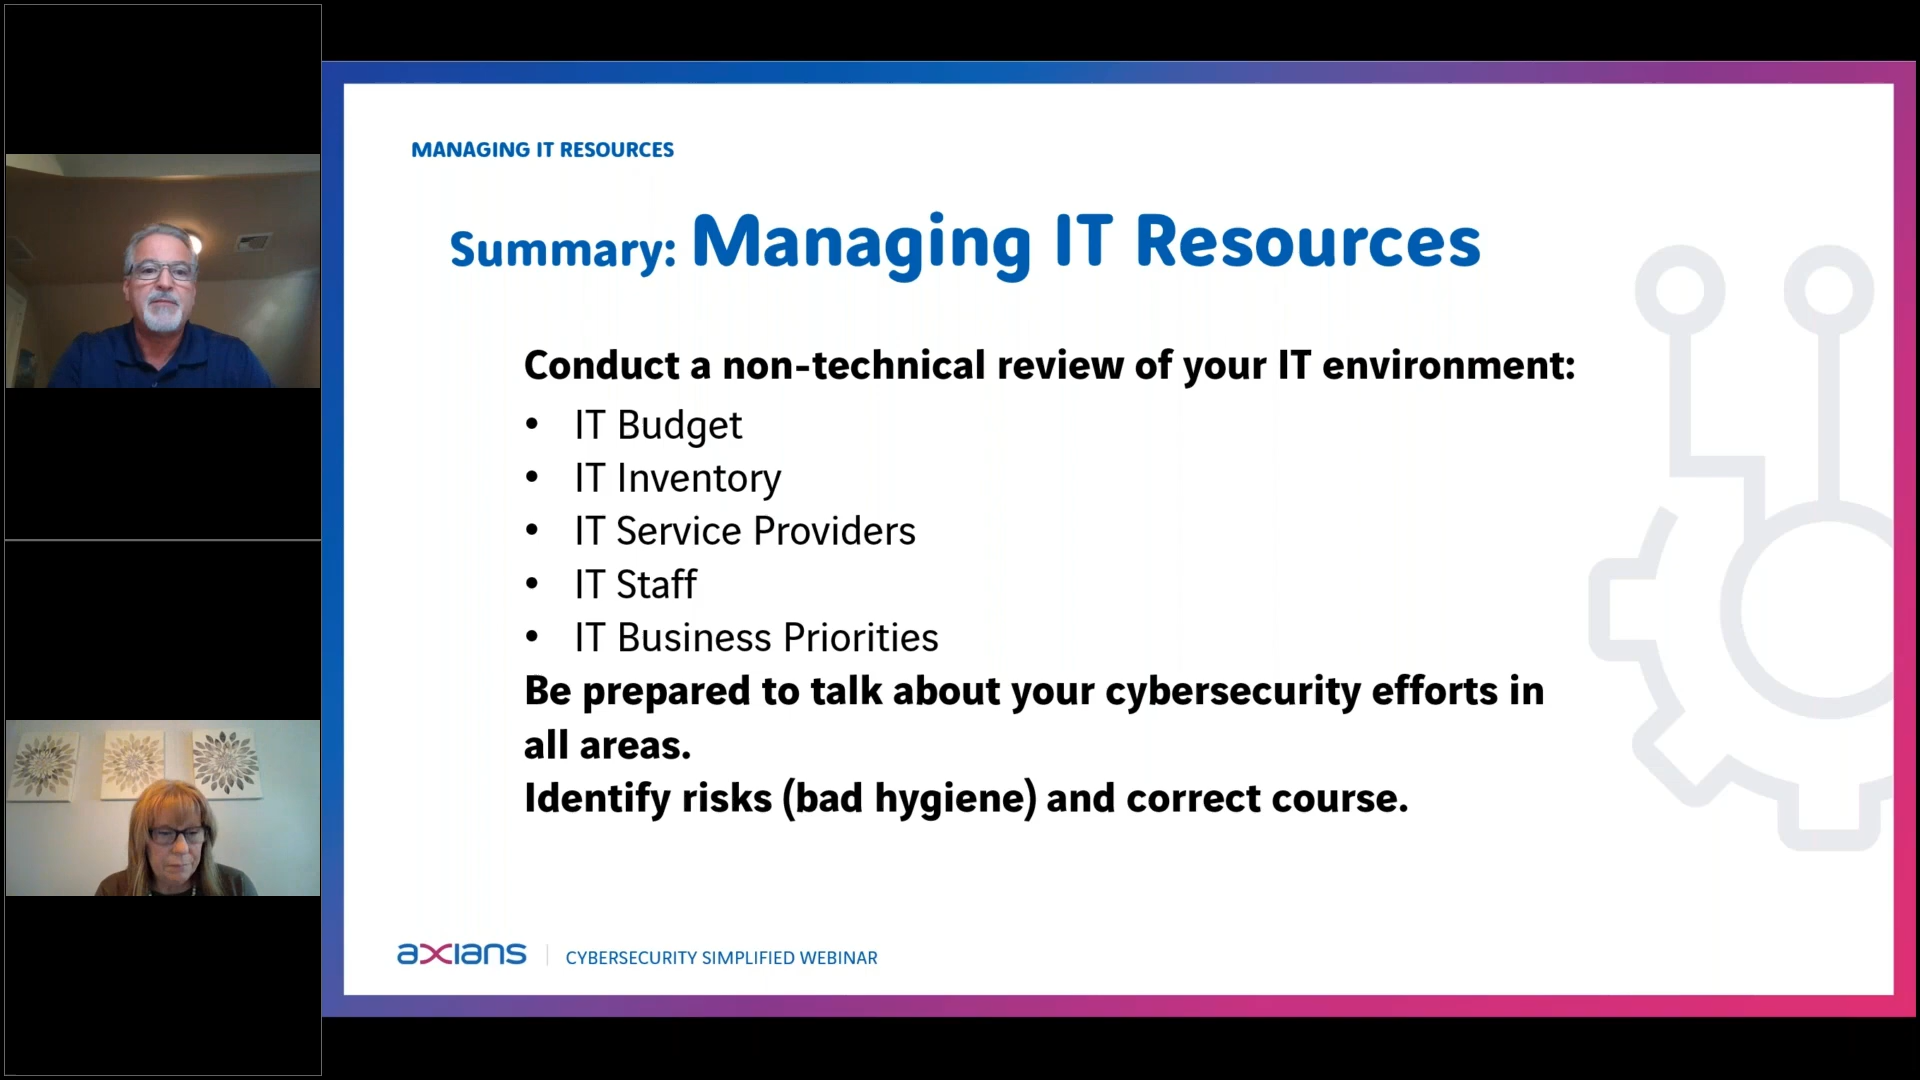 MANAGING IT RESOURCES
Summary: Managing IT Resources
Conduct a non-technical review of your IT environment:
• IT Budget
• IT Inventory
• IT Service Providers
• IT Staff
• IT Business Priorities
Be prepared to talk about your cybersecurity efforts in
all areas.
Identify risks (bad hygiene) and correct course.
axians CYBERSECURITY SIMPLIFIED WEBINAR